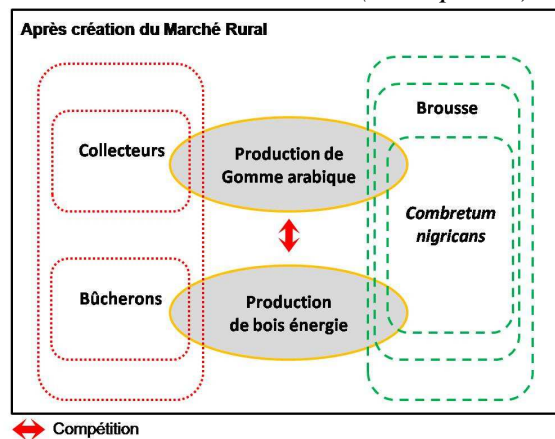 Après création du Marché Rural
Brousse
Collecteurs
Production de
Gomme arabique
Combretum
nigricans
Bûcherons
Production
de bois énergie
Compétition